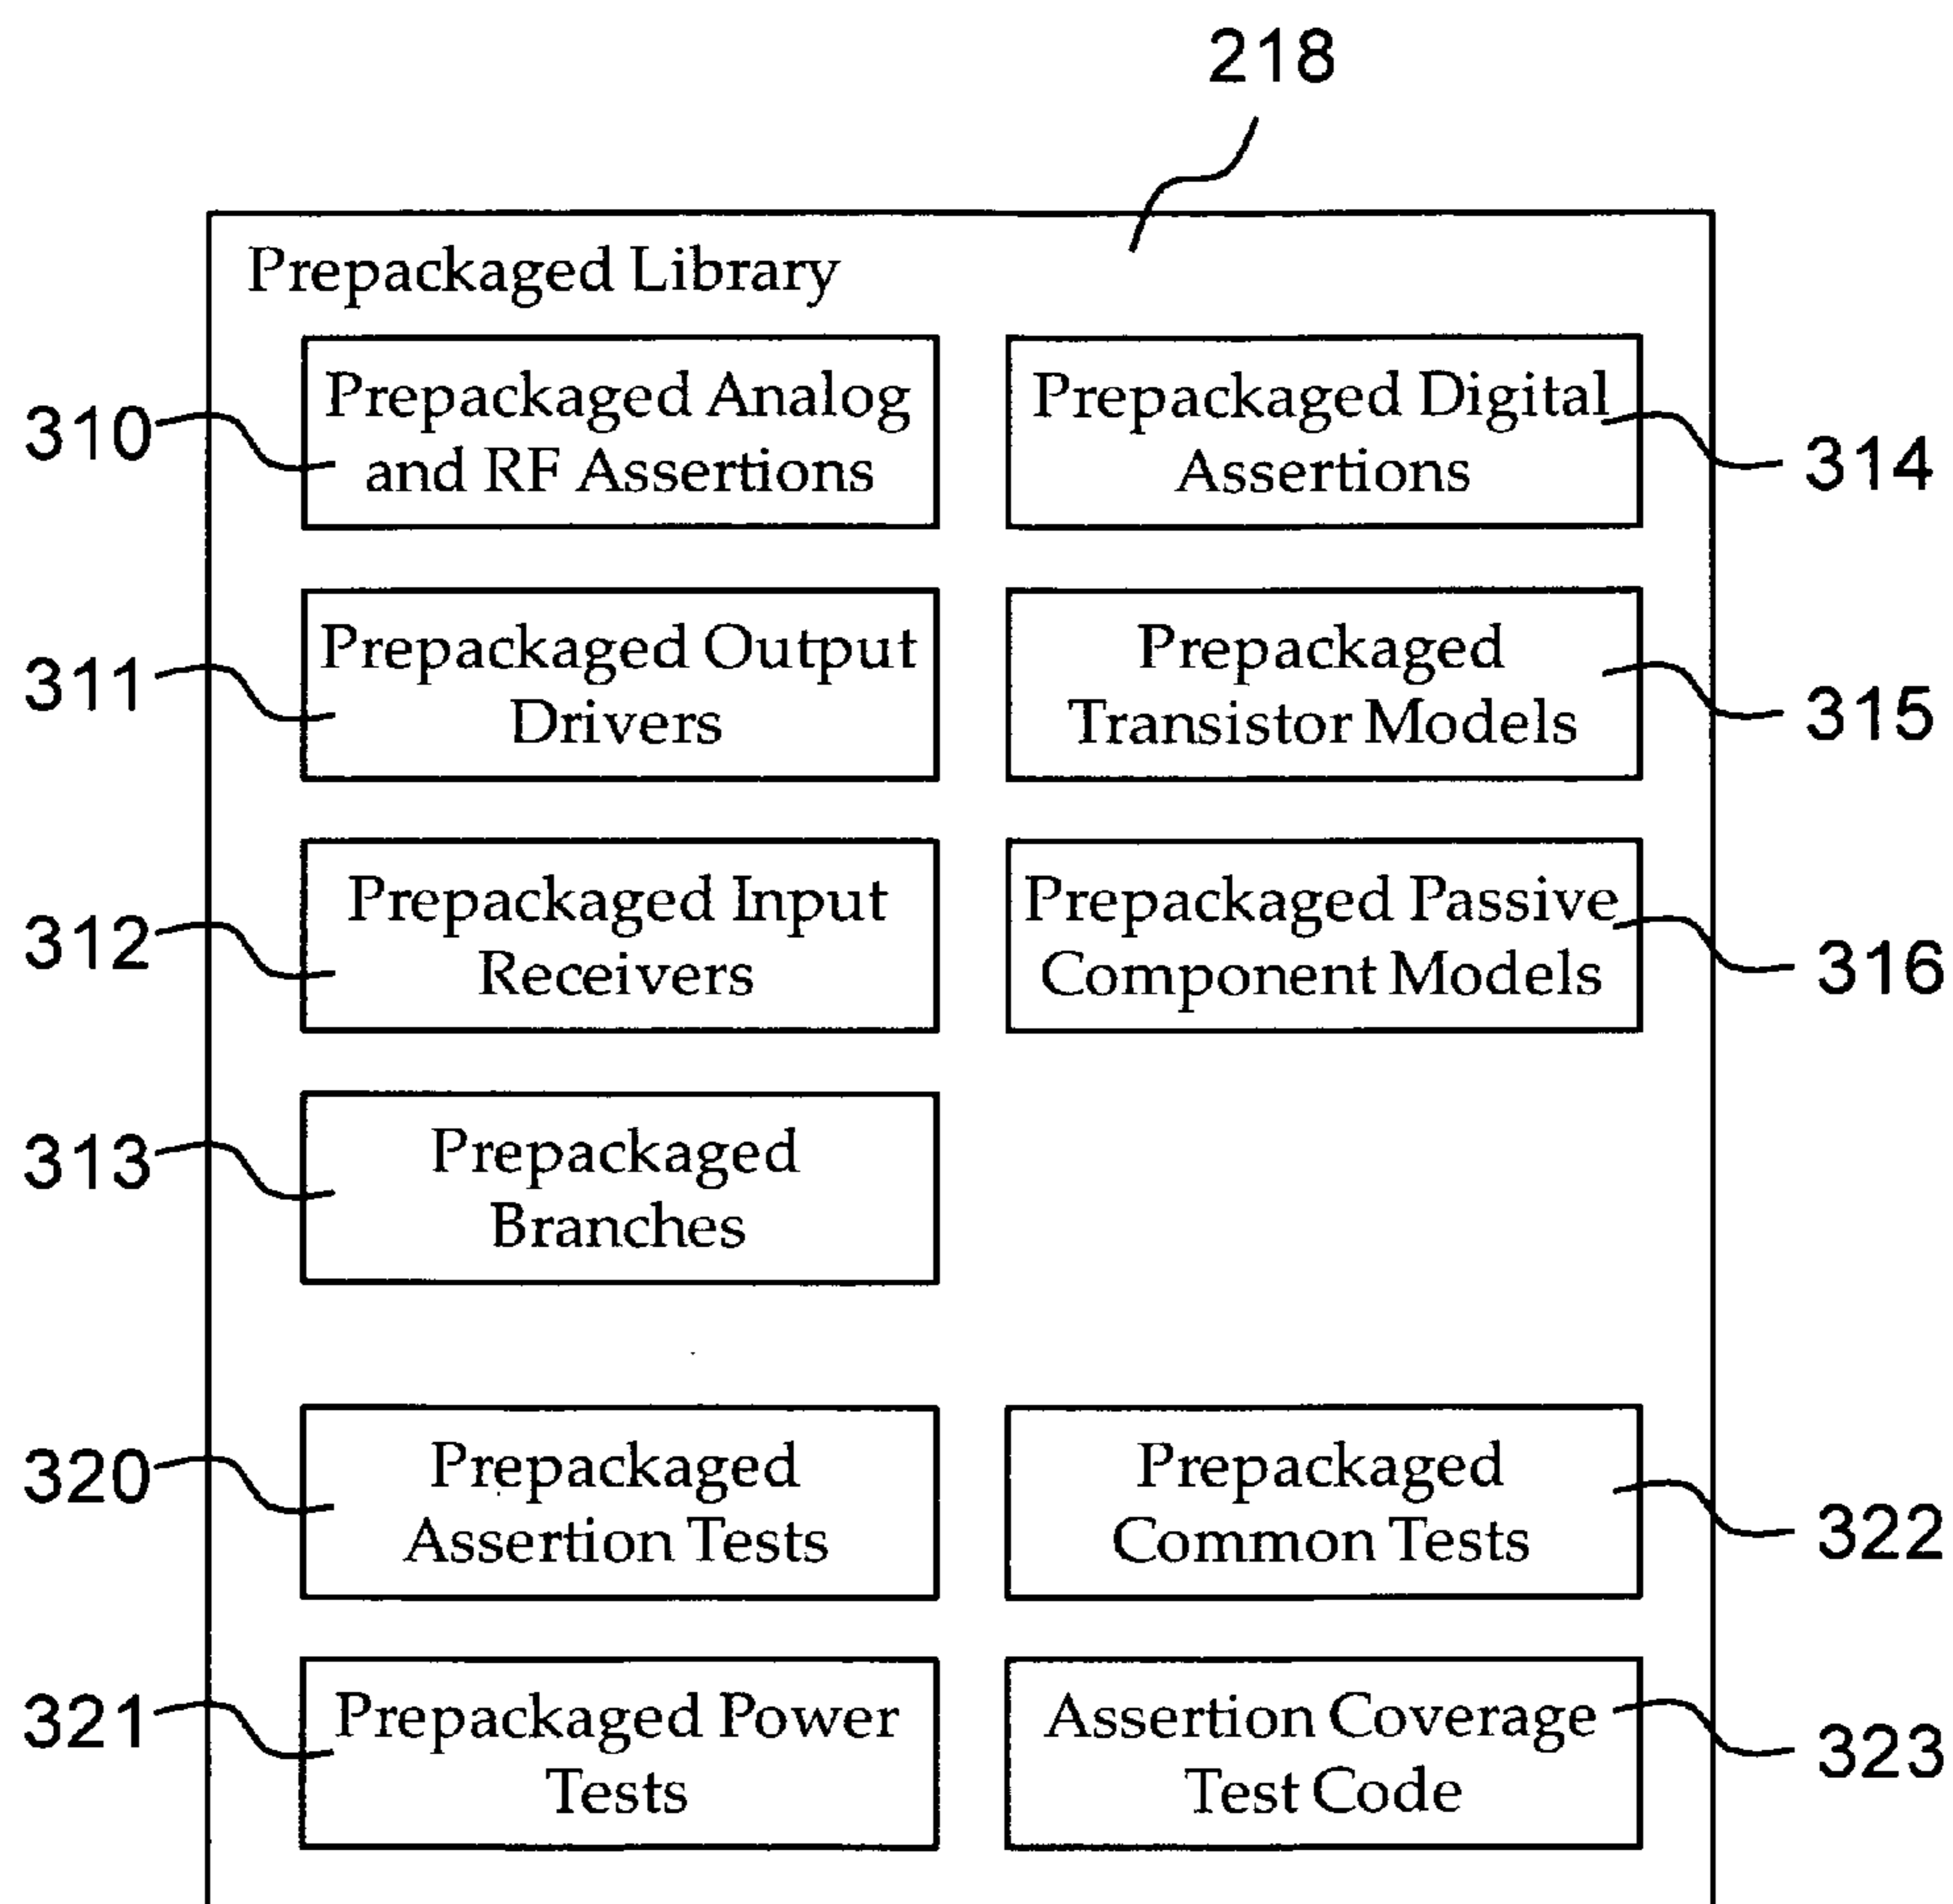 218
Prepackaged Library
310
Prepackaged Analog
and RF Assertions
Prepackaged Digital
Assertions
314
311
Prepackaged Output
Drivers
Prepackaged
Transistor Models
315
312
Prepackaged Input
Receivers
Prepackaged Passive
Component Models
316
313
Prepackaged
Branches
320
Prepackaged
Assertion Tests
Prepackaged
Common Tests
322
321
Prepackaged Power
Tests
Assertion Coverage
Test Code
323